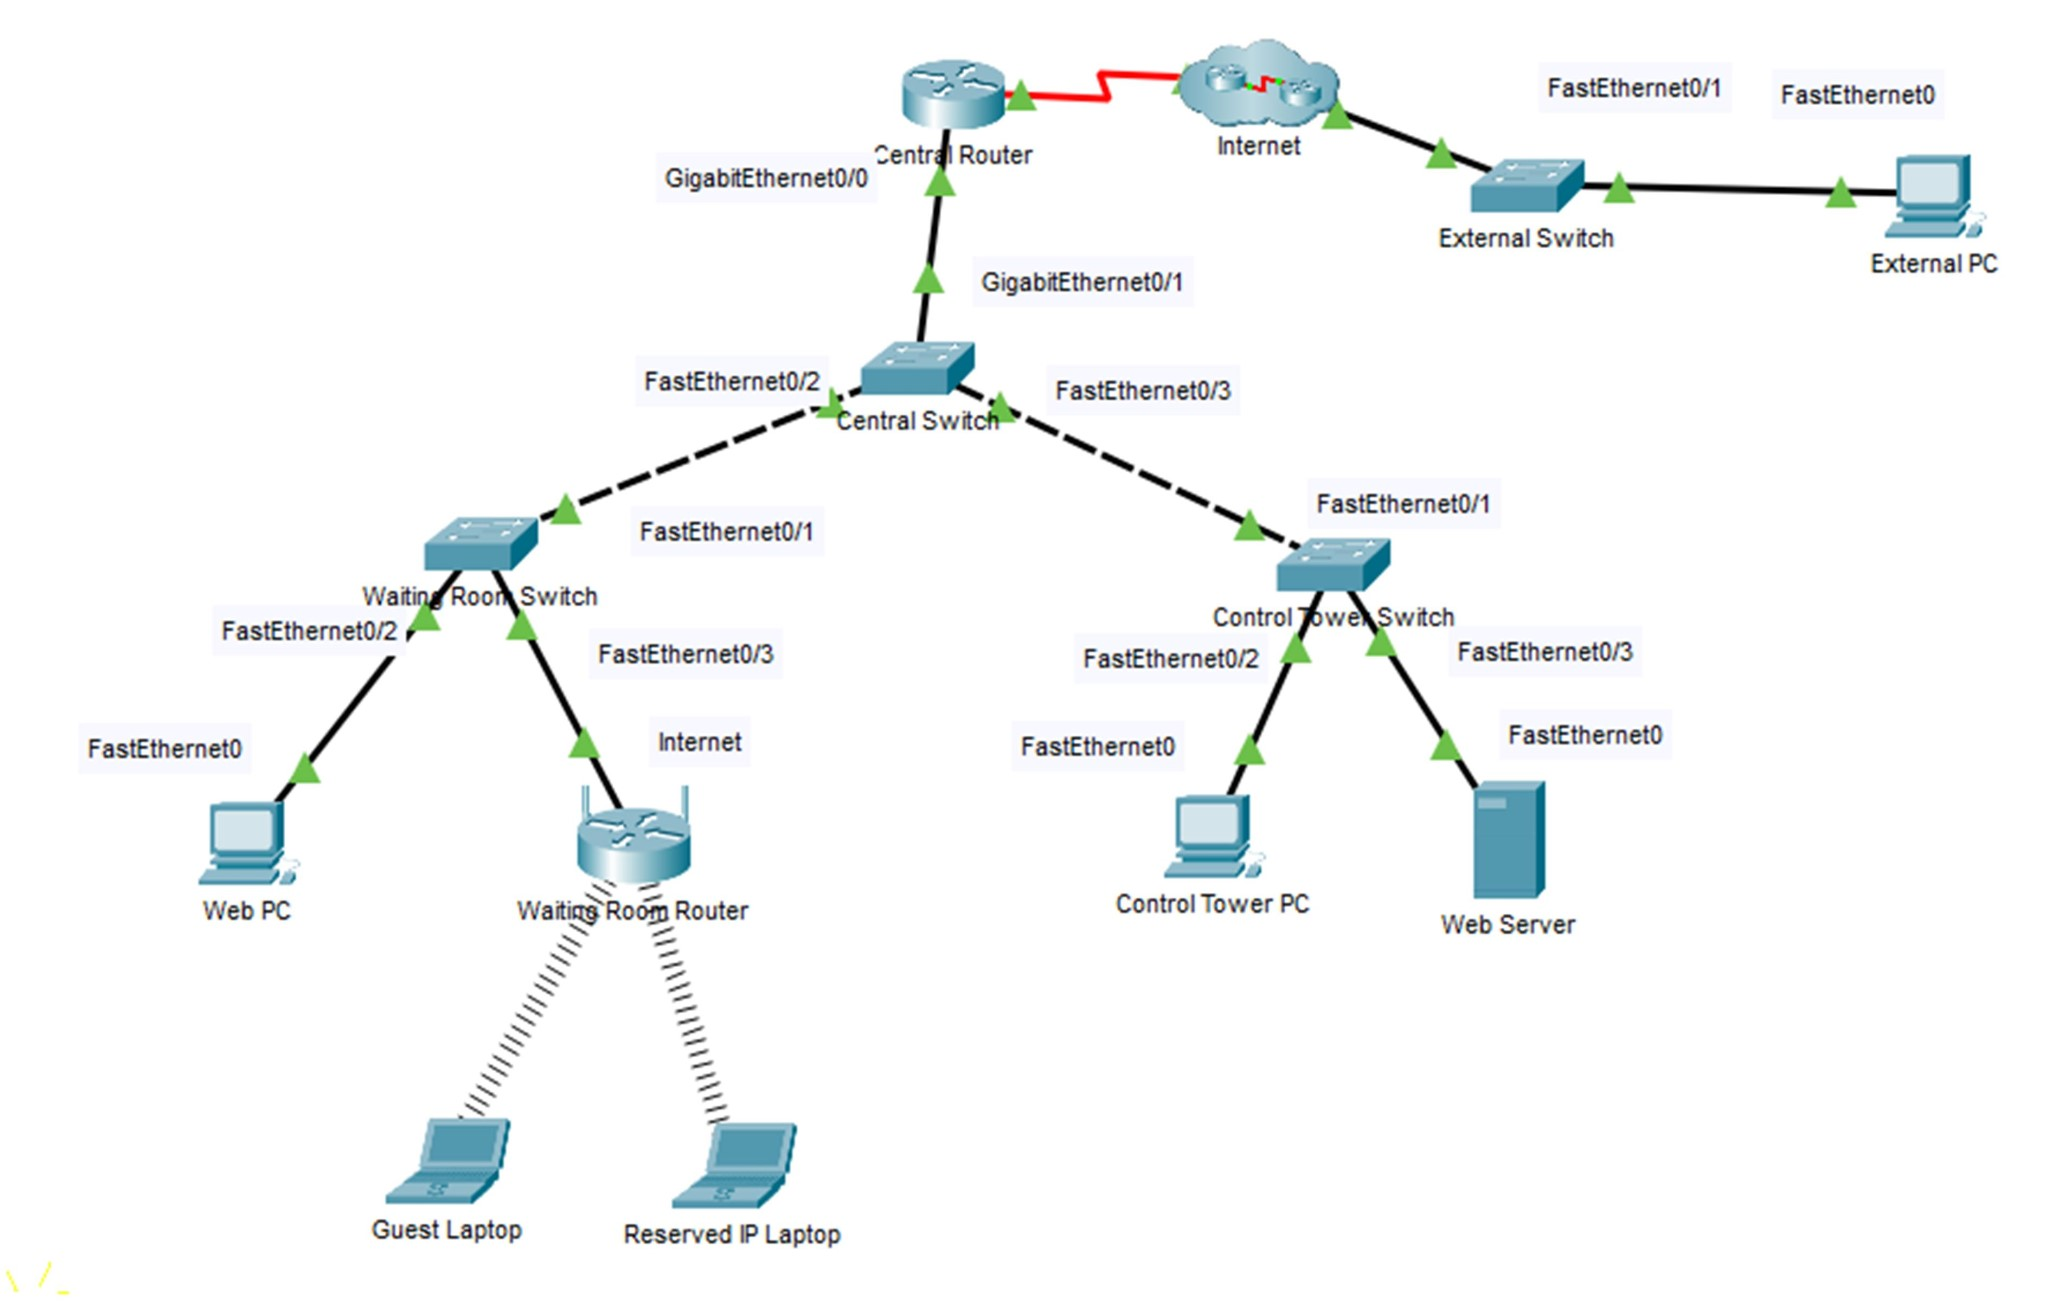 FastEthernet0/1
FastEthernet0
Central Router
Internet
GigabitEthernet0/0
External Switch
External PC
GigabitEthernet0/1
FastEthernet0/2
FastEthernet0/3
Central Switch
FastEthernet0/1
FastEthernet0/1
Waiting Room Switch
Control Tower Switch
FastEthernet0/2
FastEthernet0/3
FastEthernet0/2
FastEthernet0/3
FastEthernet0
Internet
FastEthernet0
FastEthernet0
Web PC
Waiting Room Router
Control Tower PC
Web Server
Guest Laptop
Reserved IP Laptop